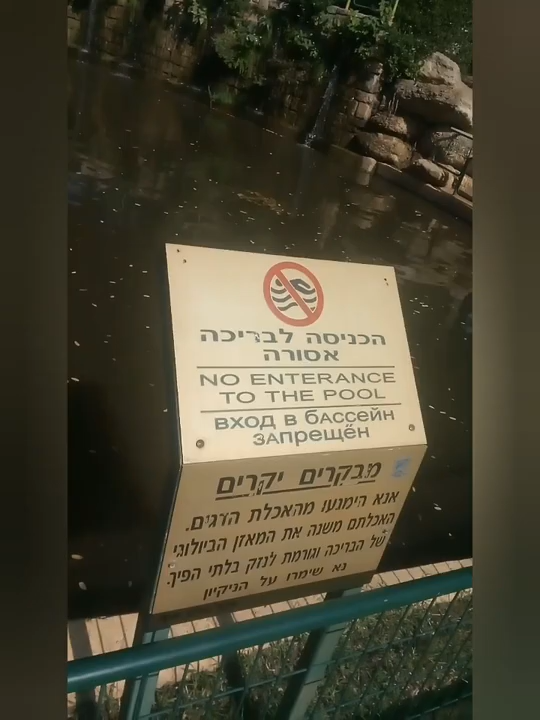 הכניסה לבריכה
אסורה
NO ENTERANCE
TO THE POOL
вход в бАссейн
зАпрещён
מבקרים יקרים
אנא הימנעו מהאכלת הדגים.
האכלתם משנה את המאזן הביולוגי
של הבריכה וגורמת לנזק בלתי הפיך.
נא שימרו על הניקיון